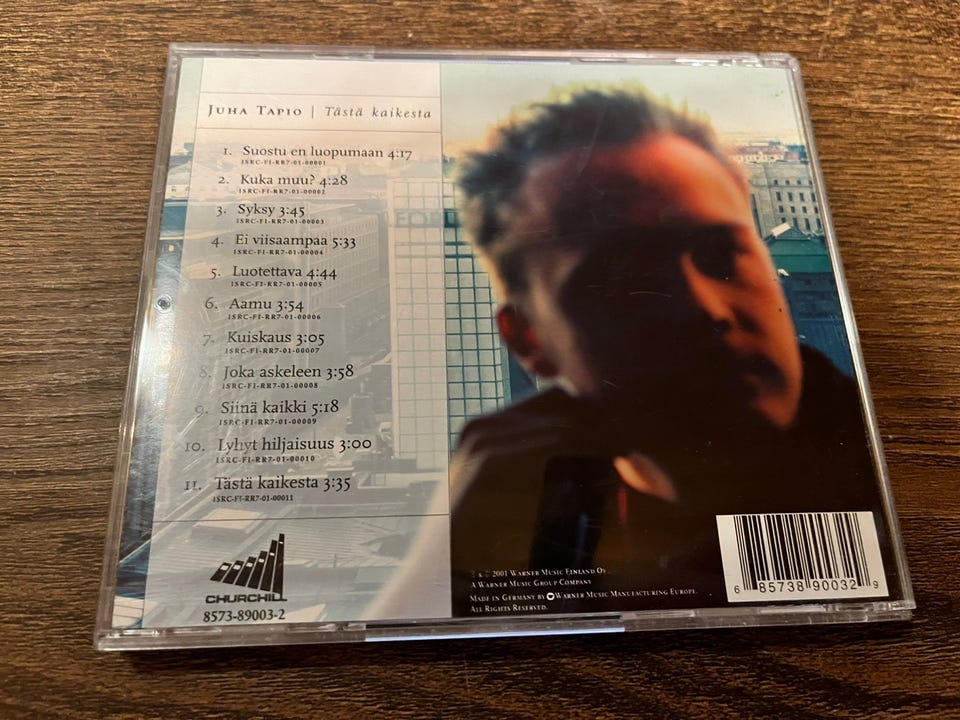 Juha Tapio | Tästä kaikesta
1. Suostu en luopumaan 4:17
ISRC-FI-RR7-01-00001
2. Kuka muu? 4:28
ISRC-FI-RR7-01-00002
3. Syksy 3:45
ISRC-FI-RR7-01-00003
4. Ei viisaampaa 5:33
ISRC-FI-RR7-01-00004
5. Luotettava 4:44
ISRC-FI-RR7-01-00005
6. Aamu 3:54
ISRC-FI-RR7-01-00006
7. Kuiskaus 3:05
ISRC-FI-RR7-01-00007
8. Joka askeleen 3:58
ISRC-FI-RR7-01-00008
9. Siinä kaikki 5:18
ISRC-FI-RR7-01-00009
10. Lyhyt hiljaisuus 3:00
ISRC-FI-RR7-01-00010
11. Tästä kaikesta 3:35
ISRC-FI-RR7-01-00011
CHURCHILL
8573-89003-2
℗ & © 2001 Warner Music Finland Oy.
A Warner Music Group Company
Made in Germany by Warner Music Manufacturing Europe.
All Rights Reserved.
6 85738 90032 9